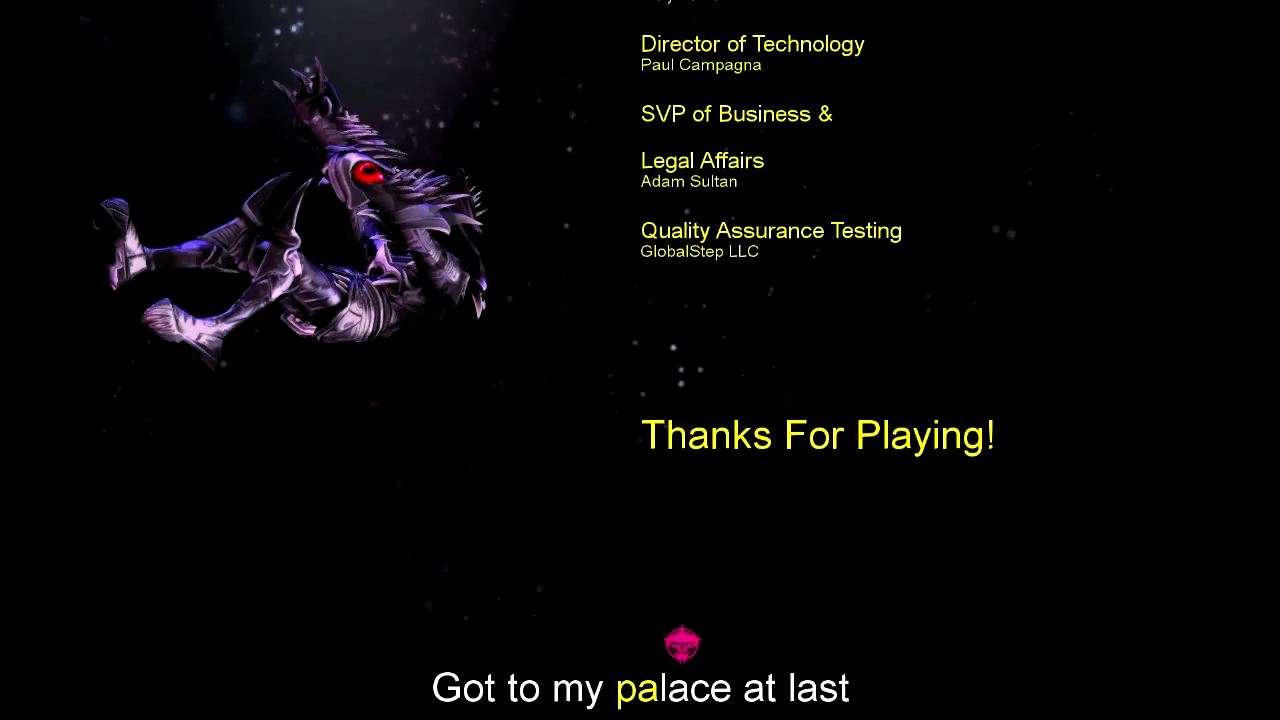 Director of Technology
Paul Campagna
SVP of Business &
Legal Affairs
Adam Sultan
Quality Assurance Testing
GlobalStep LLC
Thanks For Playing!
Got to my palace at last